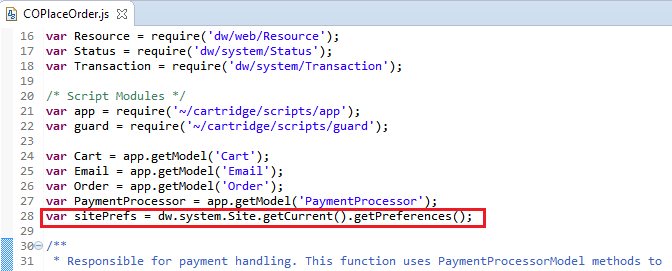 COPlaceOrder.js
16 var Resource = require('dw/web/Resource');
17 var Status = require('dw/system/Status');
18 var Transaction = require('dw/system/Transaction');
19
20 /* Script Modules */
21 var app = require('~/cartridge/scripts/app');
22 var guard = require('~/cartridge/scripts/guard');
23
24 var Cart = app.getModel('Cart');
25 var Email = app.getModel('Email');
26 var Order = app.getModel('Order');
27 var PaymentProcessor = app.getModel('PaymentProcessor');
28 var sitePrefs = dw.system.Site.getCurrent().getPreferences();
29
30 /**
31 * Responsible for payment handling. This function uses PaymentProcessorModel methods to